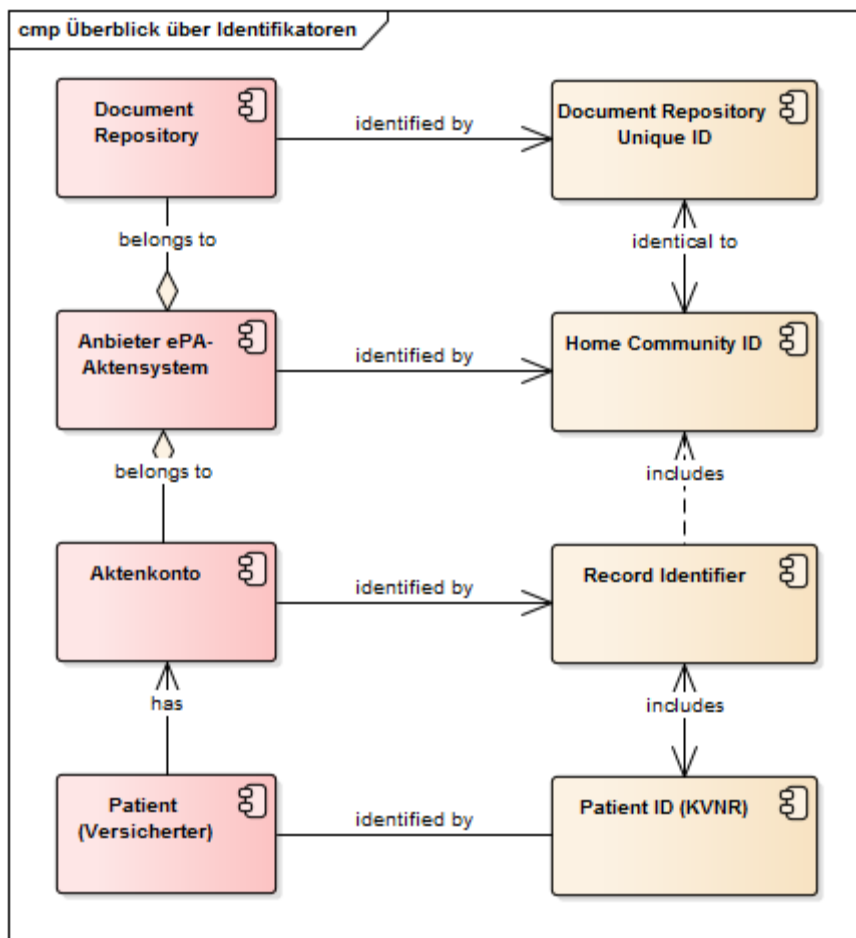 cmp Überblick über Identifikatoren
Document
Repository
identified by
Document Repository
Unique ID
belongs to
identical to
Anbieter ePA-
Aktensystem
identified by
Home Community ID
belongs to
includes
Aktenkonto
identified by
Record Identifier
has
includes
Patient
(Versicherter)
identified by
Patient ID (KVNR)